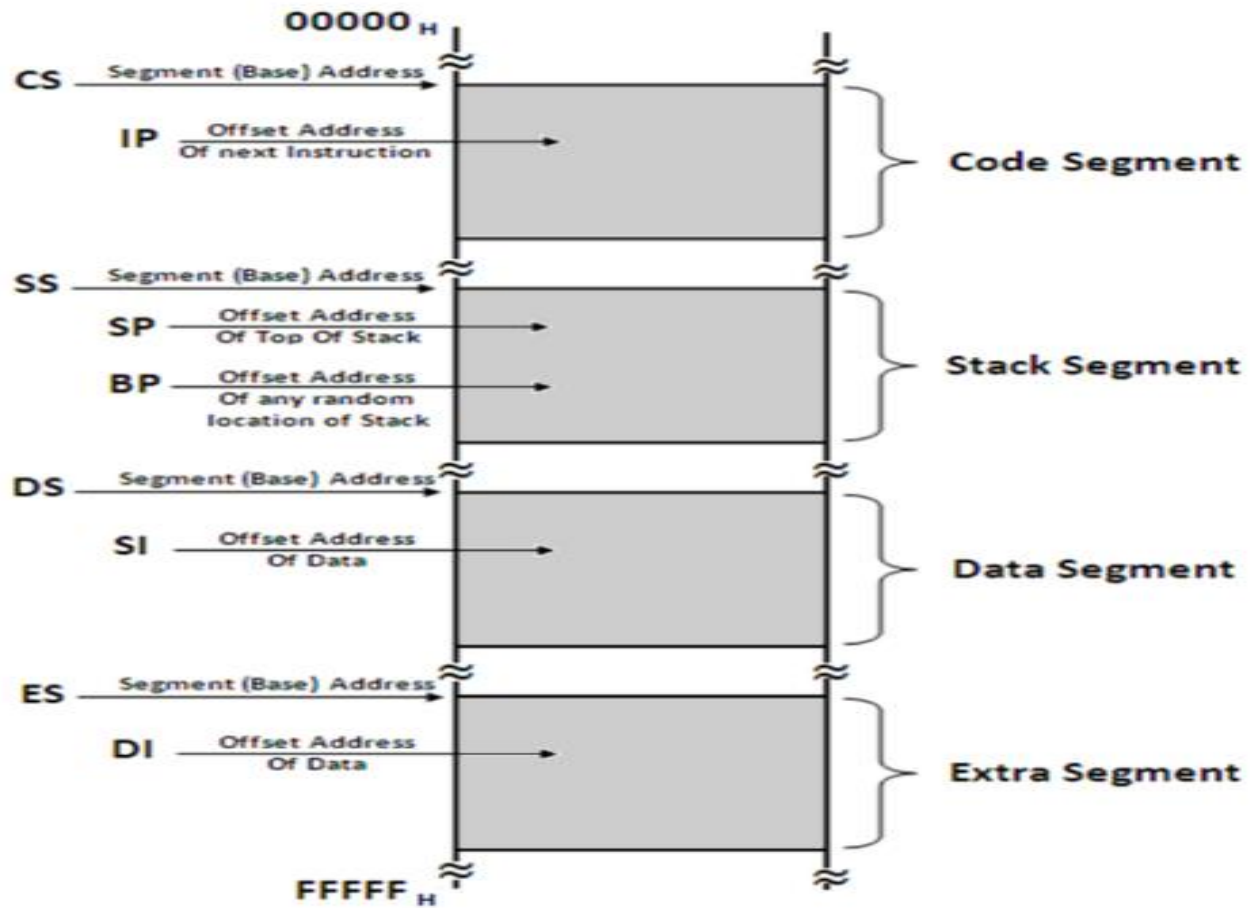 00000 H
CS Segment (Base) Address
IP Offset Address
Of next Instruction
Code Segment
SS Segment (Base) Address
SP Offset Address
Of Top Of Stack
BP Offset Address
Of any random
location of Stack
Stack Segment
DS Segment (Base) Address
SI Offset Address
Of Data
Data Segment
ES Segment (Base) Address
DI Offset Address
Of Data
Extra Segment
FFFFF H